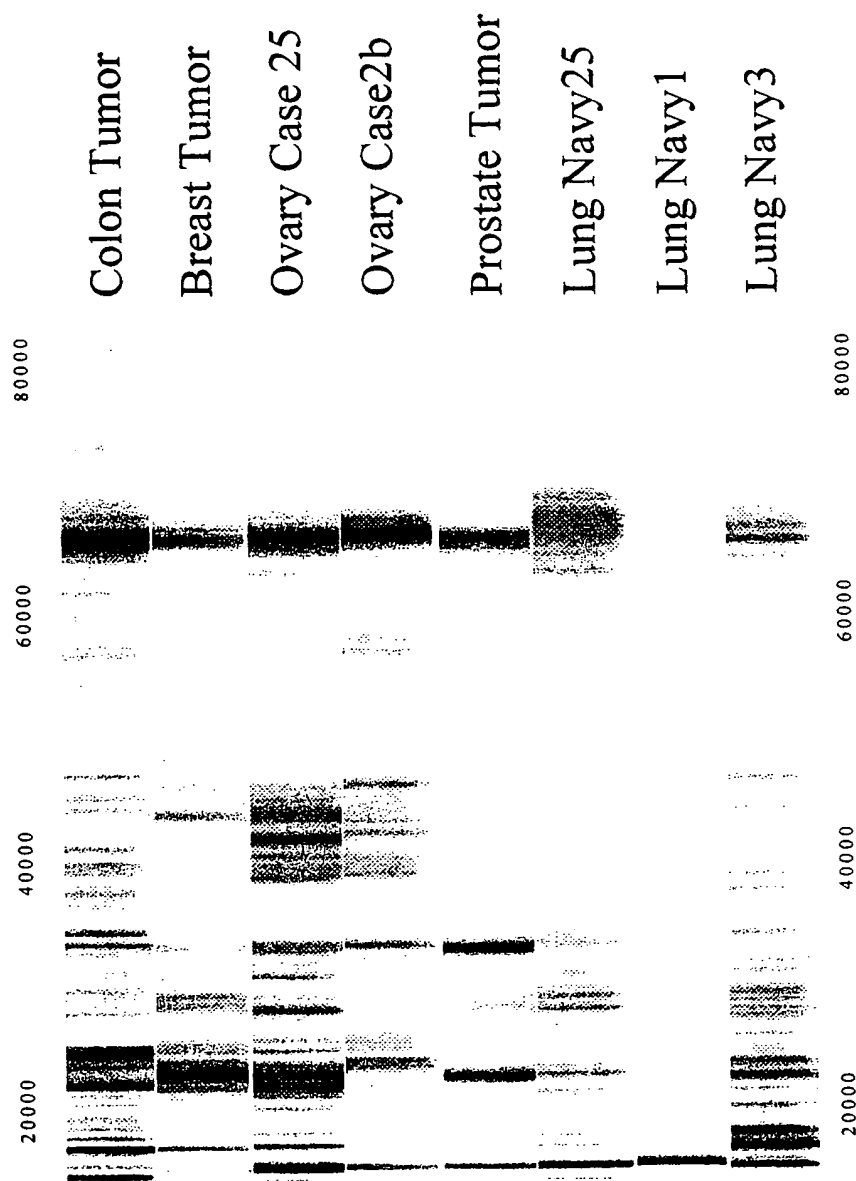 Colon Tumor
Breast Tumor
Ovary Case 25
Ovary Case2b
Prostate Tumor
Lung Navy25
Lung Navy1
Lung Navy3
80000
80000
60000
60000
40000
40000
20000
20000